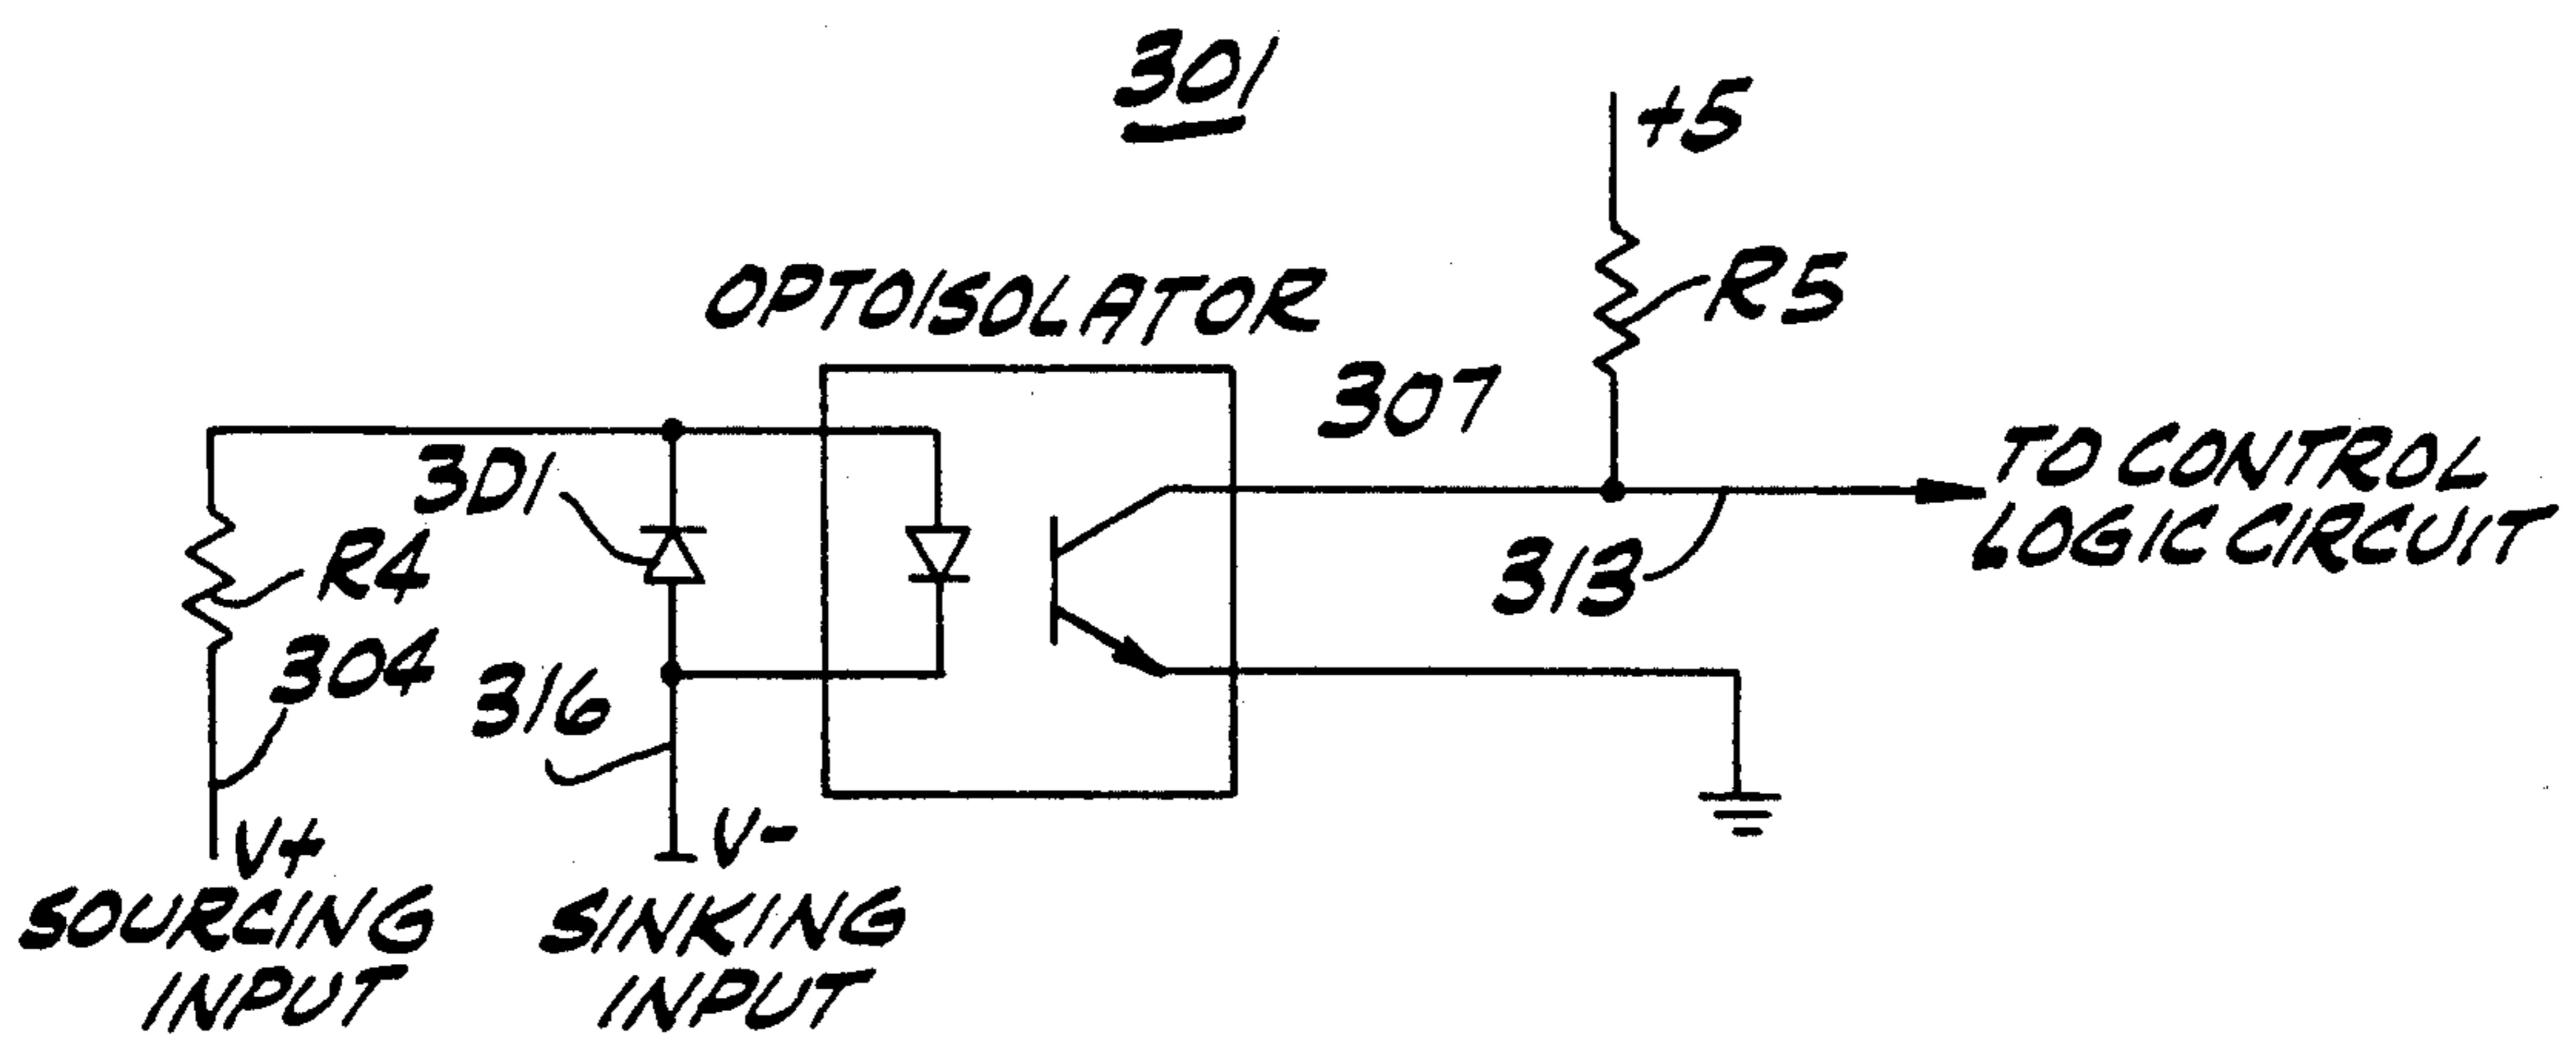 301
+5
R5
OPTOISOLATOR
307
3D1
R4
304
316
313
TO CONTROL
LOGIC CIRCUIT
V+
SOURCING
INPUT
V-
SINKING
INPUT